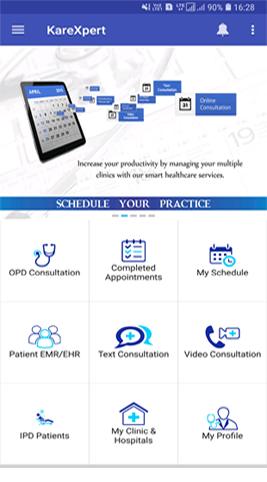 90% 16:28
KareXpert
APRIL
Text
Consultation
Online
Consultation
Video
Consultation
Increase your productivity by managing your multiple
clinics with our smart healthcare services.
SCHEDULE YOUR PRACTICE
OPD Consultation
Completed
Appointments
My Schedule
Patient EMR/EHR
Text Consultation
Video Consultation
IPD Patients
My Clinic &
Hospitals
My Profile